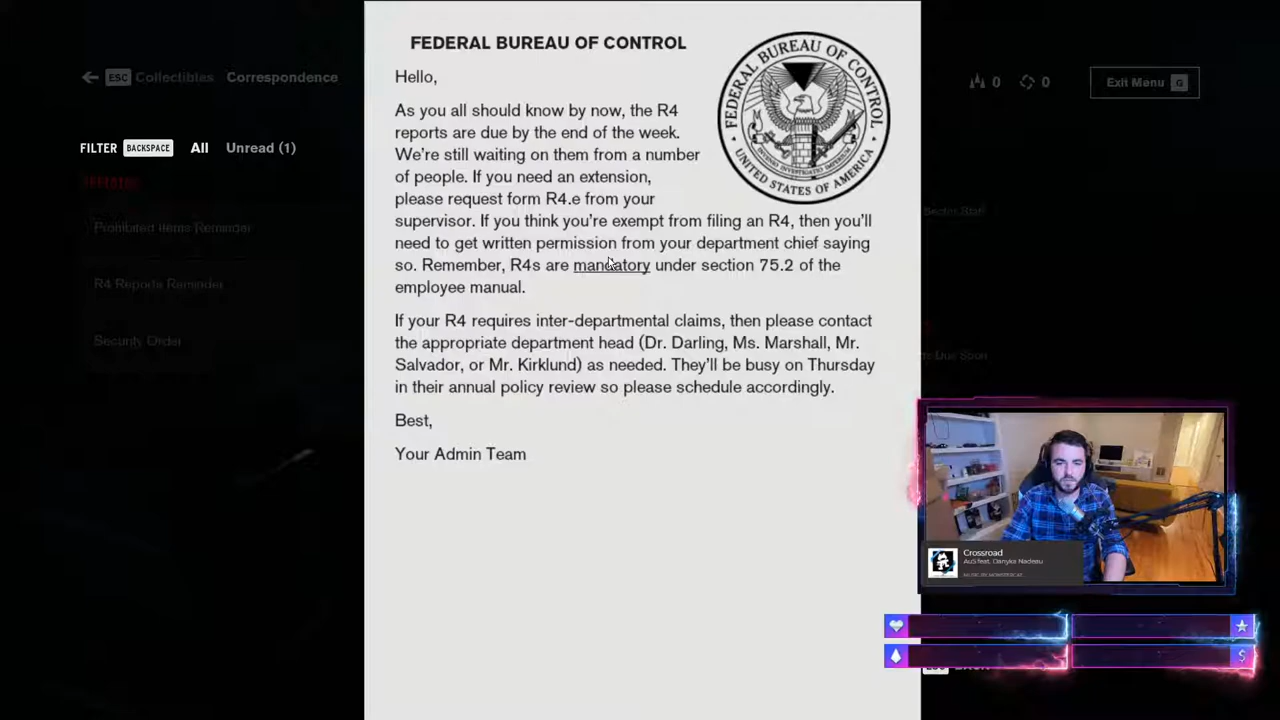 FEDERAL BUREAU OF CONTROL
FEDERAL BUREAU OF CONTROL
UNITED STATES OF AMERICA
ESC Collectibles Correspondence
0 0
Exit Menu
FILTER BACKSPACE All Unread (1)
Prohibited Items Reminder
R4 Reports Reminder
Security Order
Hello,
As you all should know by now, the R4
reports are due by the end of the week.
We're still waiting on them from a number
of people. If you need an extension,
please request form R4.e from your
supervisor. If you think you're exempt from filing an R4, then you'll
need to get written permission from your department chief saying
so. Remember, R4s are mandatory under section 75.2 of the
employee manual.
If your R4 requires inter-departmental claims, then please contact
the appropriate department head (Dr. Darling, Ms. Marshall, Mr.
Salvador, or Mr. Kirklund) as needed. They'll be busy on Thursday
in their annual policy review so please schedule accordingly.
Best,
Your Admin Team
Due Soon
Crossroad
Au5 feat. Danyka Nadeau